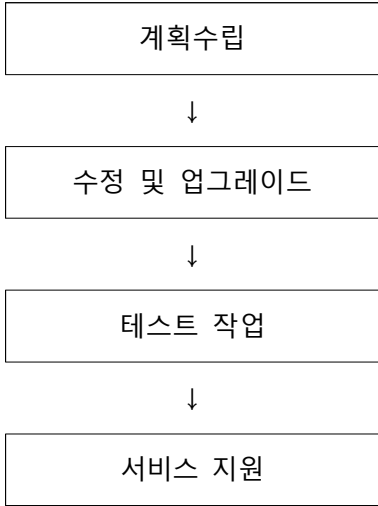 계획수립
↓
수정 및 업그레이드
↓
테스트 작업
↓
서비스 지원